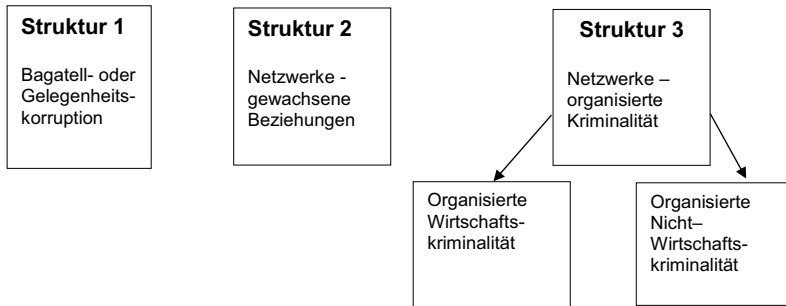 Struktur 1
Bagatell- oder
Gelegenheits-
korruption
Struktur 2
Netzwerke -
gewachsene
Beziehungen
Struktur 3
Netzwerke –
organisierte
Kriminalität
Organisierte
Wirtschafts-
kriminalität
Organisierte
Nicht–
Wirtschafts-
kriminalität